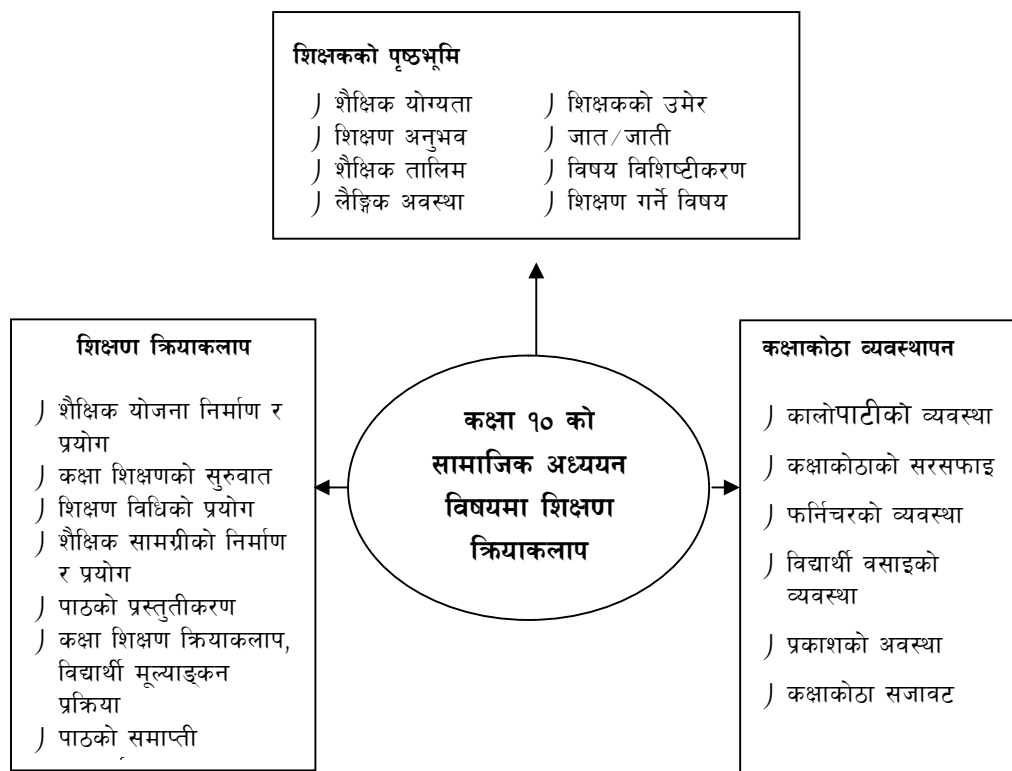 शिक्षकको पृष्ठभूमि
शैक्षिक योग्यता
शिक्षण अनुभव
शैक्षिक तालिम
लैङ्गिक अवस्था
शिक्षकको उमेर
जात/जाती
विषय विशिष्टीकरण
शिक्षण गर्ने विषय
शिक्षण क्रियाकलाप
शैक्षिक योजना निर्माण र
प्रयोग
कक्षा शिक्षणको सुरुवात
शिक्षण विधिको प्रयोग
शैक्षिक सामग्रीको निर्माण
र प्रयोग
पाठको प्रस्तुतीकरण
कक्षा शिक्षण क्रियाकलाप,
विद्यार्थी मूल्याङ्कन
प्रक्रिया
पाठको समाप्ती
कक्षा १० को
सामाजिक अध्ययन
विषयमा शिक्षण
क्रियाकलाप
कक्षाकोठा व्यवस्थापन
कालोपाटीको व्यवस्था
कक्षाकोठाको सरसफाइ
फर्निचरको व्यवस्था
विद्यार्थी वसाइको
व्यवस्था
प्रकाशको अवस्था
कक्षाकोठा सजावट